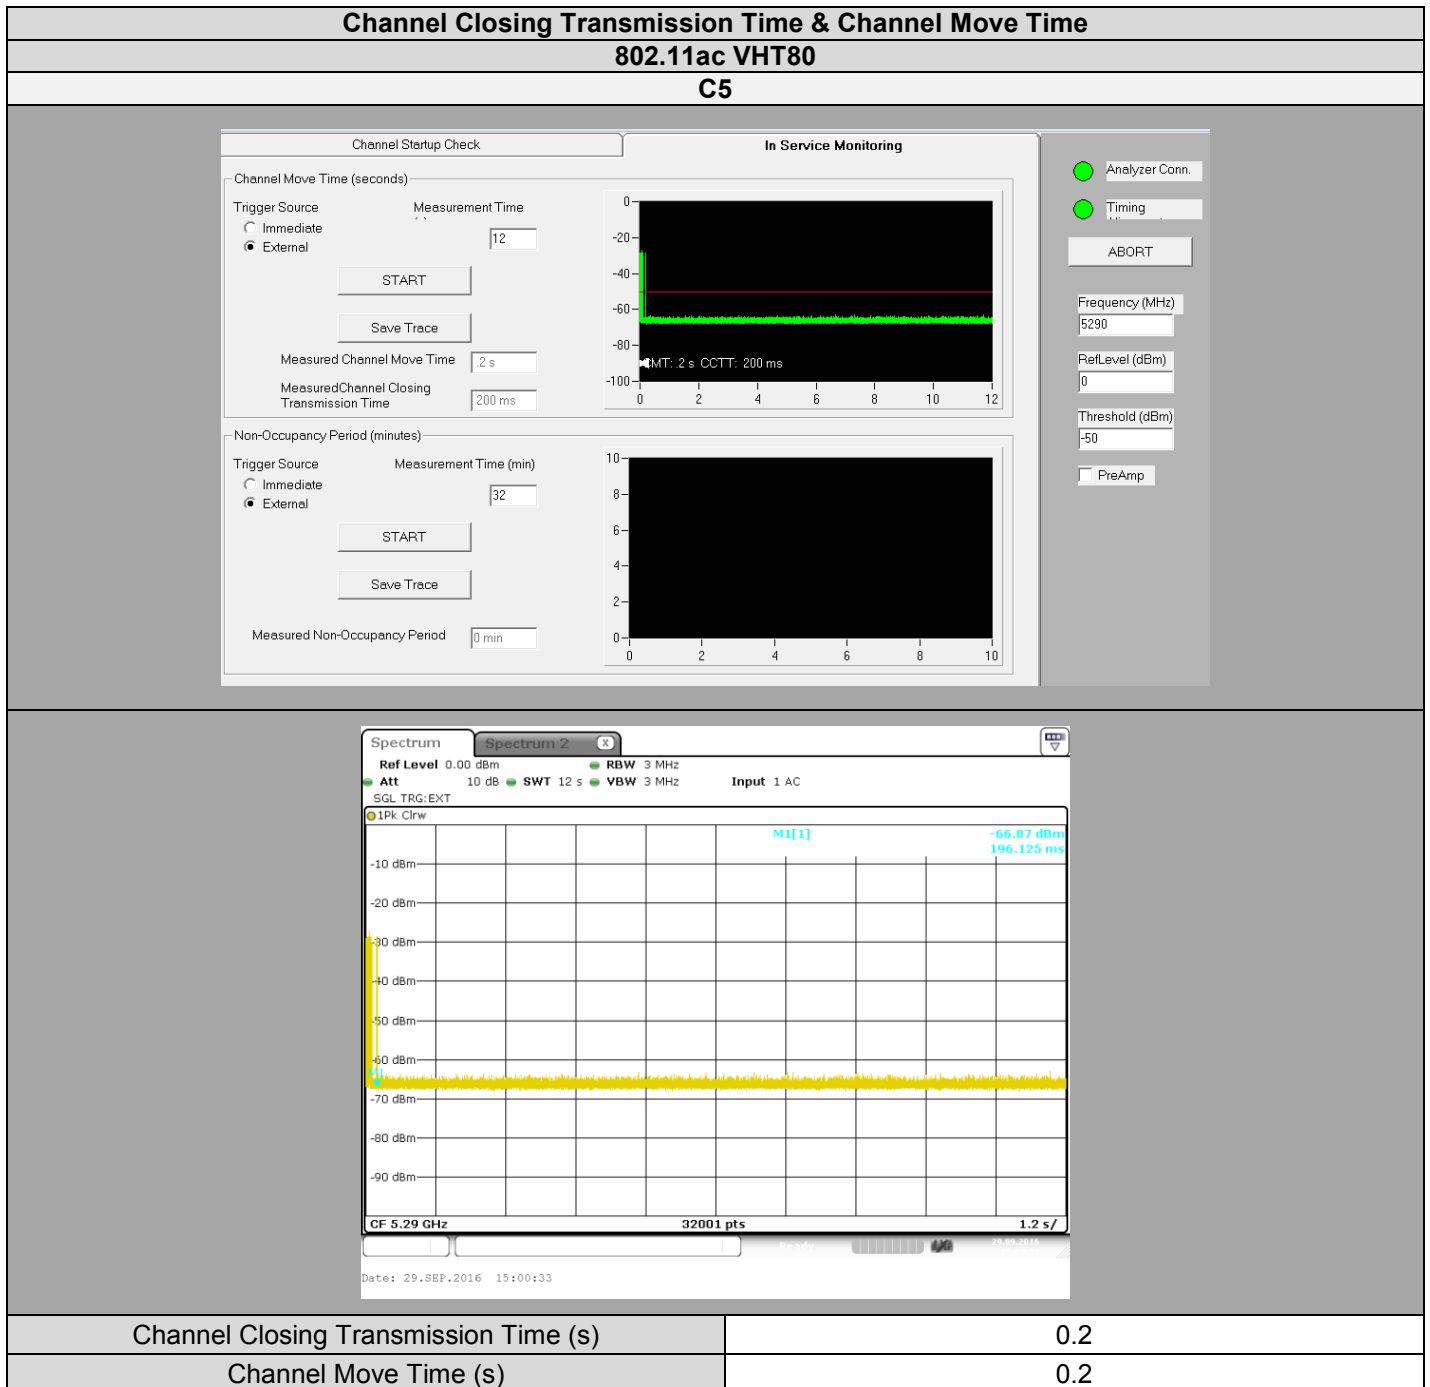 Channel Closing Transmission Time & Channel Move Time
802.11ac VHT80
C5
Channel Startup Check
In Service Monitoring
Channel Move Time (seconds)
Trigger Source
Measurement Time
Immediate
External
12
START
Save Trace
Measured Channel Move Time
.2 s
MeasuredChannel Closing
Transmission Time
200 ms
0
-20
-40
-60
-80
-100
CMT: .2 s CCTT: 200 ms
0 2 4 6 8 10 12
Analyzer Conn.
Timing
ABORT
Frequency (MHz)
5290
RefLevel (dBm)
0
Threshold (dBm)
-50
PreAmp
Non-Occupancy Period (minutes)
Trigger Source
Measurement Time (min)
Immediate
External
32
START
Save Trace
Measured Non-Occupancy Period
0 min
10
8
6
4
2
0
0 2 4 6 8 10
Spectrum
Spectrum 2
X
Ref Level 0.00 dBm RBW 3 MHz
Att 10 dB SWT 12 s VBW 3 MHz Input 1 AC
SGL TRG:EXT
1Pk Clrw
M1[1] -66.87 dBm
196.125 ms
-10 dBm
-20 dBm
-30 dBm
-40 dBm
-50 dBm
-60 dBm
M1
-70 dBm
-80 dBm
-90 dBm
CF 5.29 GHz 32001 pts 1.2 s/
Date: 29.SEP.2016 15:00:33
Channel Closing Transmission Time (s) 0.2
Channel Move Time (s) 0.2